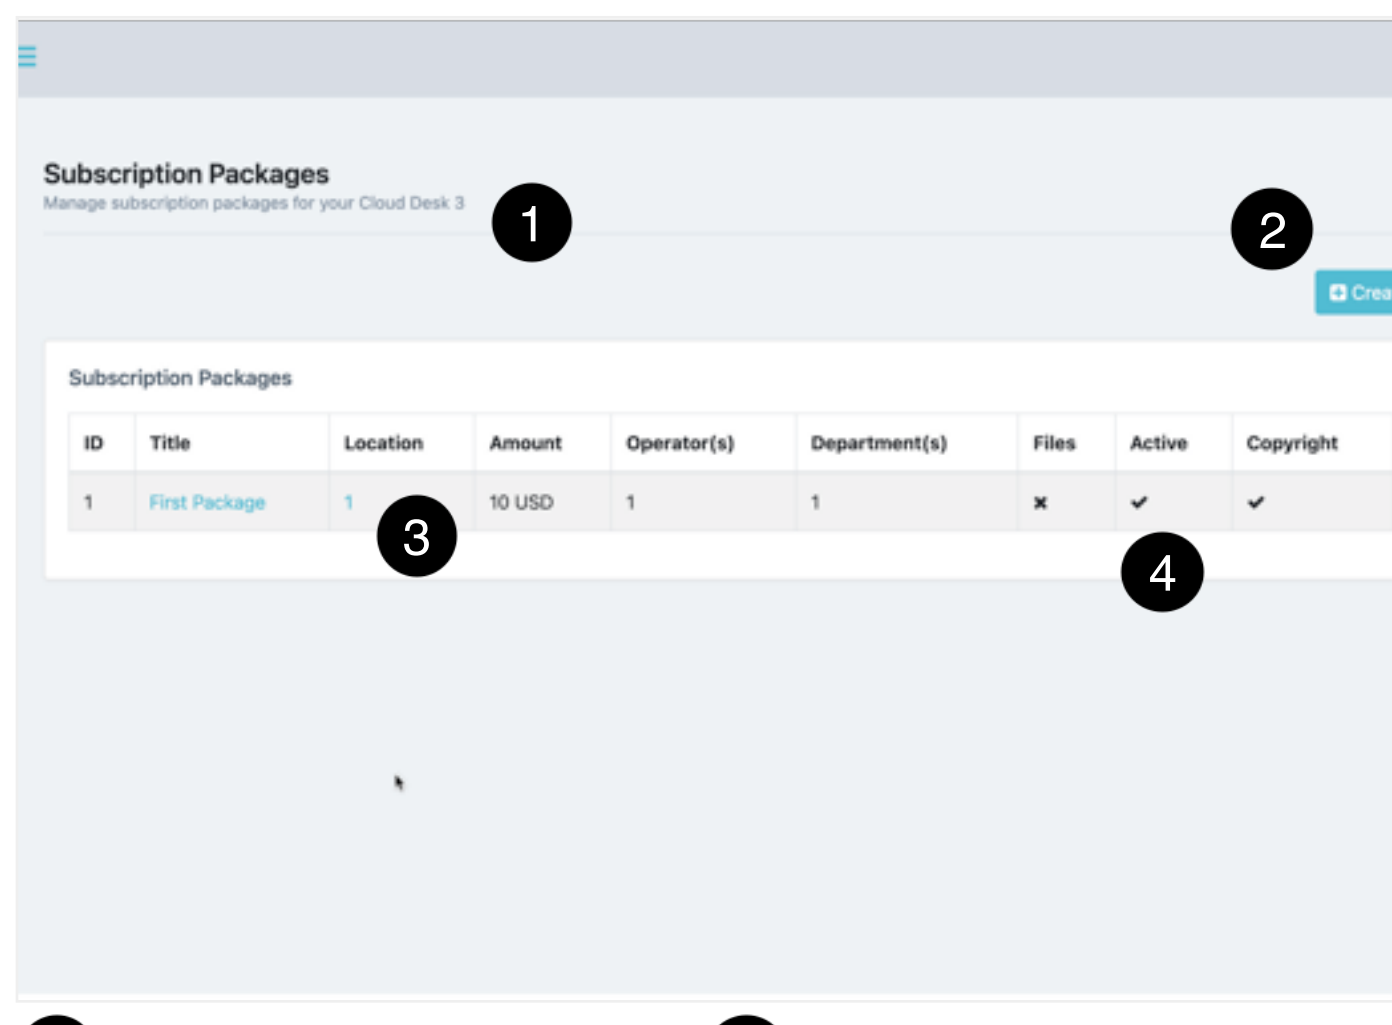 Subscription Packages
Manage subscription packages for your Cloud Desk 3
1
2
Subscription Packages
ID Title Location Amount Operator(s) Department(s) Files Active Copyright
1 First Package 1 10 USD 1 1
3
4